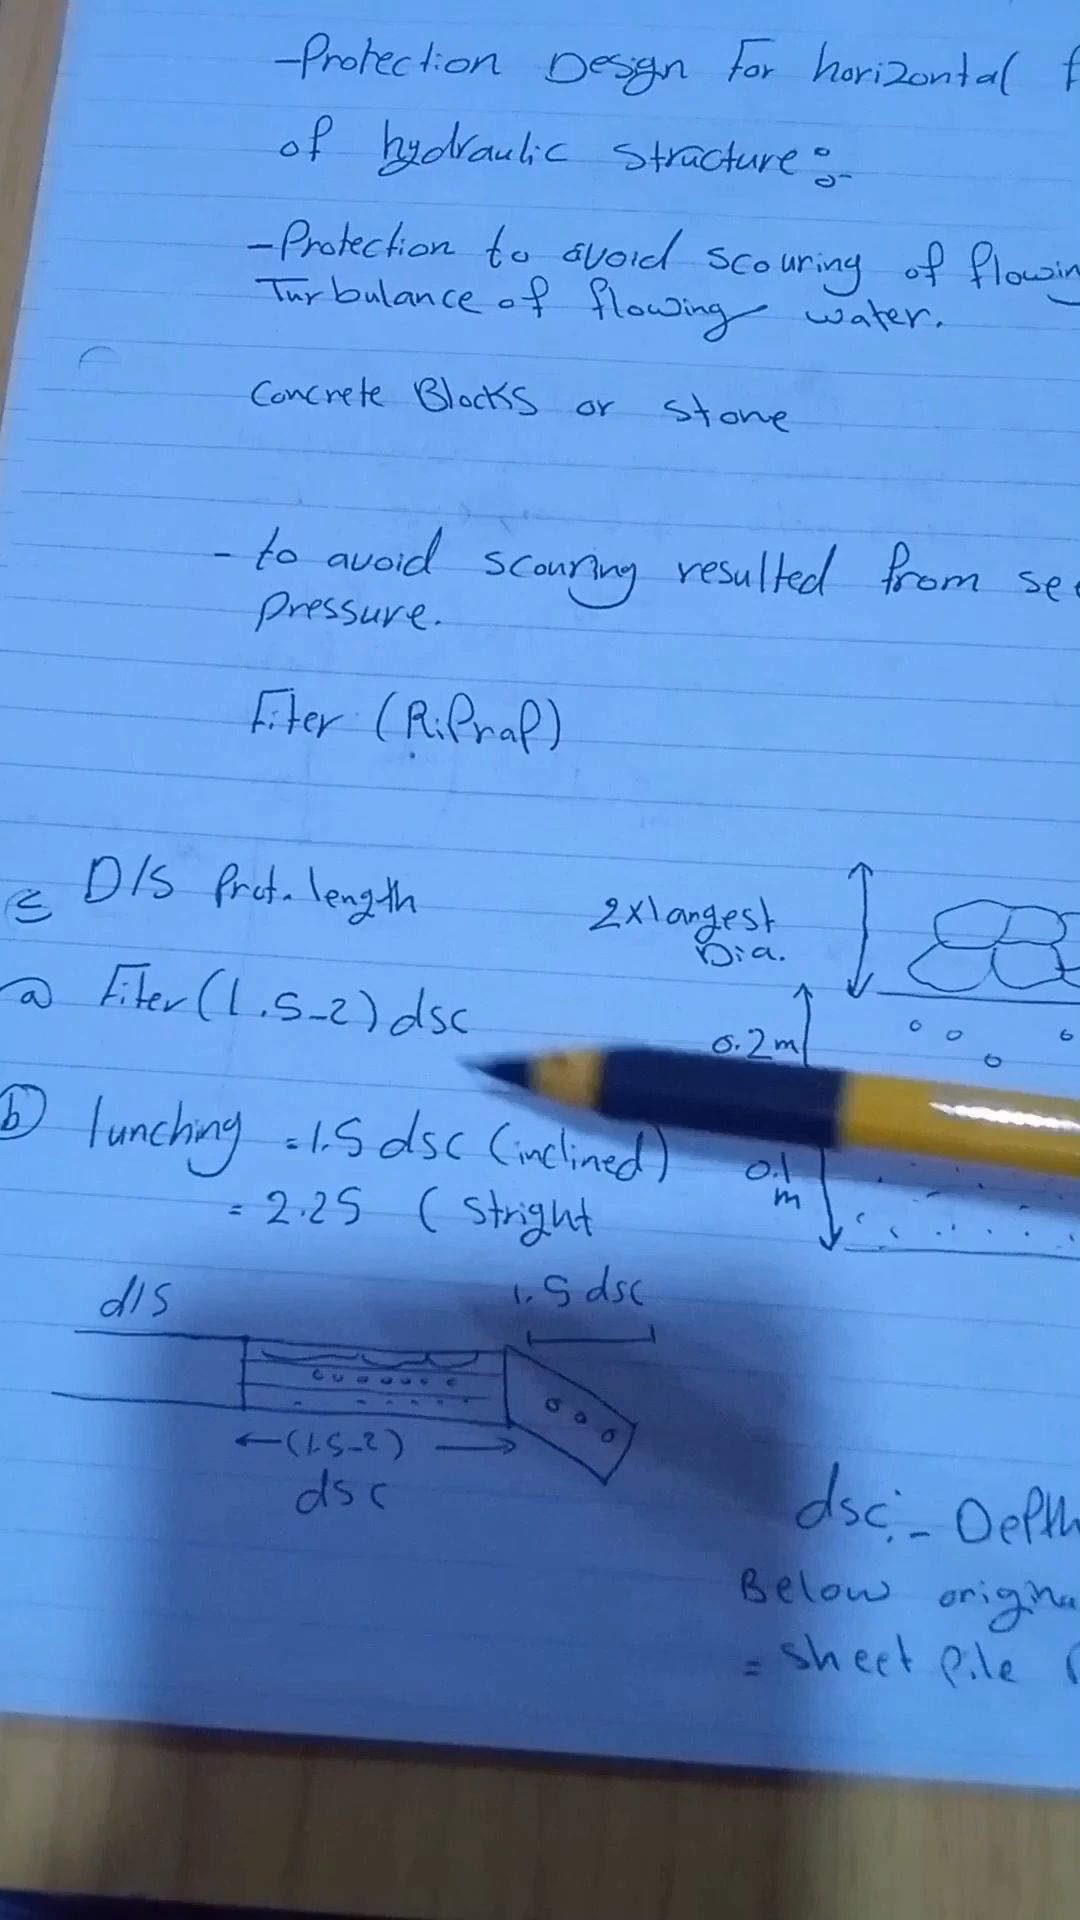 -Protection Design For horizontal
of hydraulic structure:-
-Protection to avoid scouring of flowin
Turbulance of flowing water.
Concrete Blocks or stone
- to avoid scouring resulted from se
pressure.
Filter (RiPraP)
D/S Prot. length
2xlargest
Dia.
a Filter (1.5-2) dsc
0.2m
b lunching =1.5 dsc (inclined)
0.1
m
= 2.25 ( Stright
d/s
1.5 dsc
(1.5-2)
dsc
dsc:- Depth
Below origina
= sheet Pile